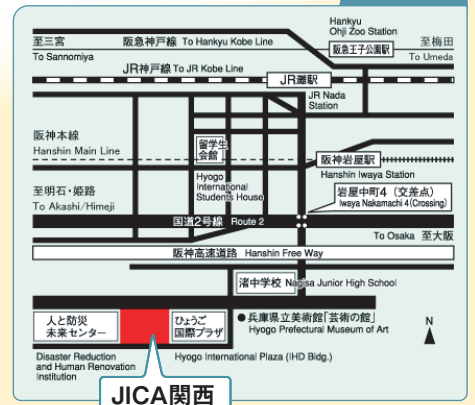 Hankyu
Ohji Zoo Station
至三宮
阪急神戸線 To Hankyu Kobe Line
阪急王子公園駅
至梅田
To Sannomiya
To Umeda
JR神戸線 To JR Kobe Line
JR灘駅
JR Nada
Station
阪神本線
Hanshin Main Line
留学生
会館
阪神岩屋駅
Hanshin Iwaya Station
Hyogo
International
Students House
至明石・姫路
To Akashi/Himeji
岩屋中町4(交差点)
Iwaya Nakamachi 4(Crossing)
国道2号線 Route 2
To Osaka 至大阪
阪神高速道路 Hanshin Free Way
渚中学校
Nagisa Junior High School
人と防災
未来センター
ひょうご
国際プラザ
●兵庫県立美術館「芸術の館」
Hyogo Prefectural Museum of Art
N
Disaster Reduction
and Human Renovation
Institution
Hyogo International Plaza (IHD Bldg.)
JICA関西